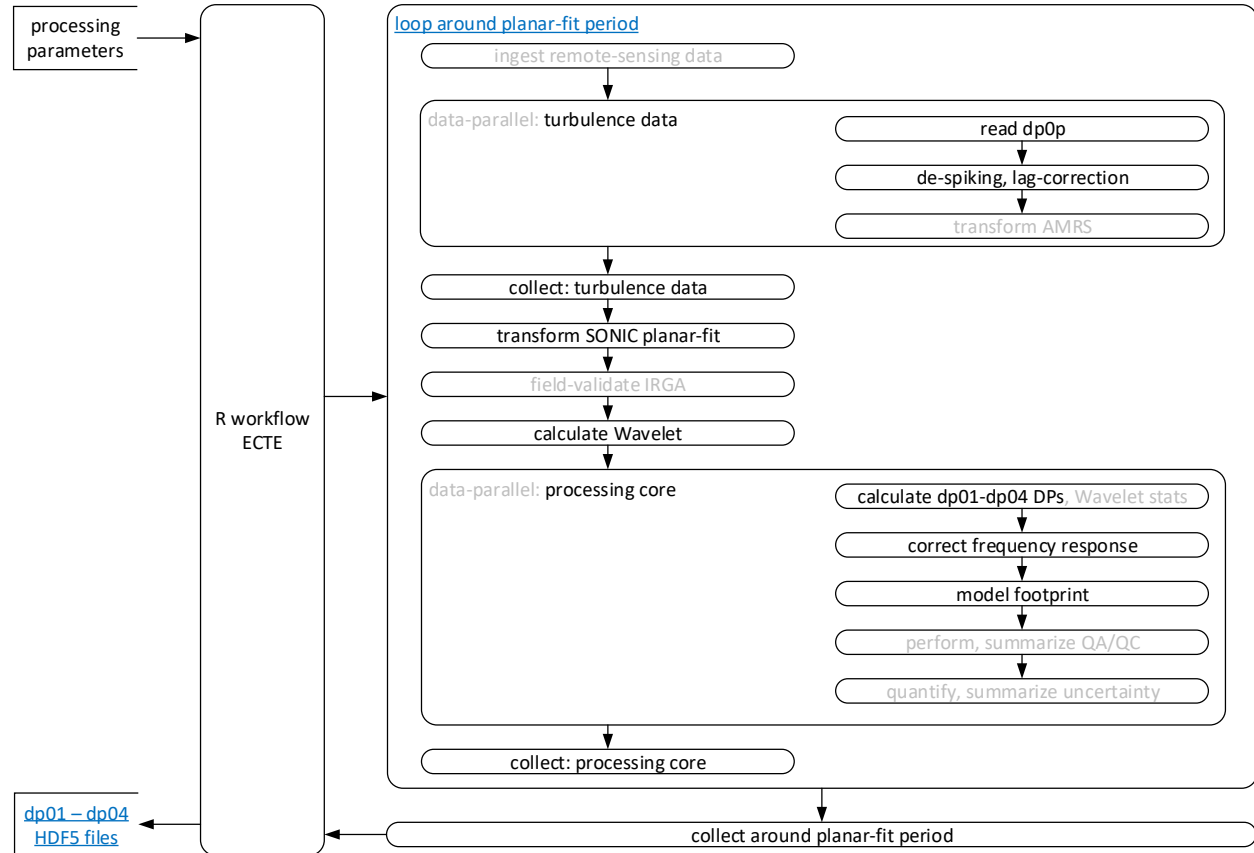 processing
parameters
R workflow
ECTE
dp01 – dp04
HDF5 files
loop around planar-fit period
ingest remote-sensing data
data-parallel: turbulence data
read dp0p
de-spiking, lag-correction
transform AMRS
collect: turbulence data
transform SONIC planar-fit
field-validate IRGA
calculate Wavelet
data-parallel: processing core
calculate dp01-dp04 DPs, Wavelet stats
correct frequency response
model footprint
perform, summarize QA/QC
quantify, summarize uncertainty
collect: processing core
collect around planar-fit period